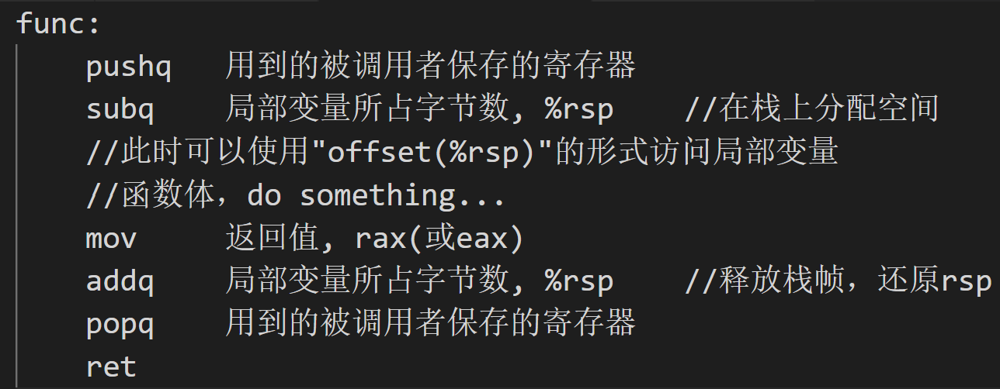 func:
    pushq   用到的被调用者保存的寄存器
    subq    局部变量所占字节数, %rsp    //在栈上分配空间
    //此时可以使用"offset(%rsp)"的形式访问局部变量
    //函数体，do something...
    mov     返回值, rax(或eax)
    addq    局部变量所占字节数, %rsp    //释放栈帧，还原rsp
    popq    用到的被调用者保存的寄存器
    ret